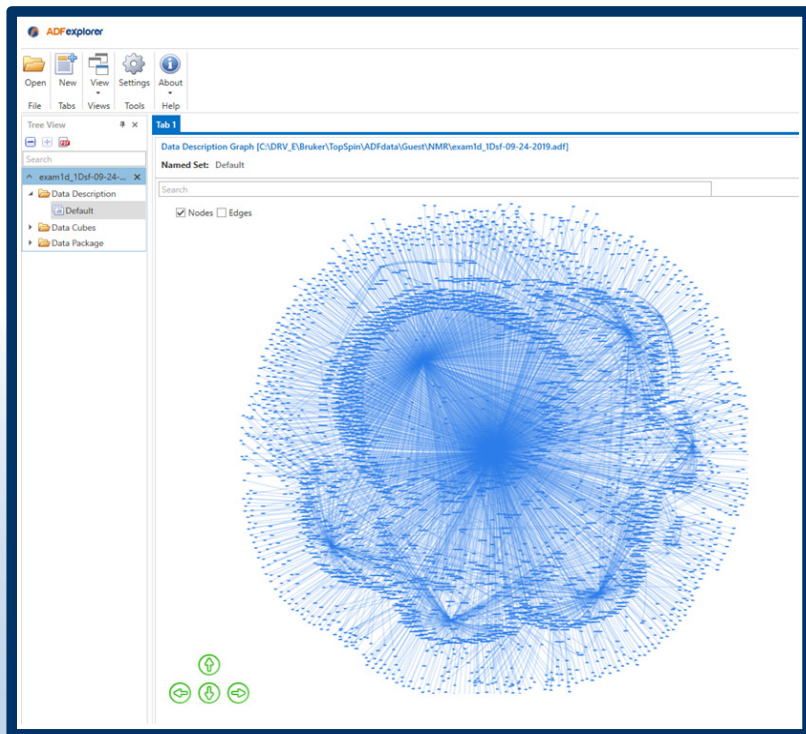 ADFexplorer
Open New View Settings About
File Tabs Views Tools Help
Tree View
Search
exam1d_1Dsf-09-24-...
Data Description
Default
Data Cubes
Data Package
Tab 1
Data Description Graph [C:\DRV_E\Bruker\TopSpin\ADFdata\Guest\NMR\exam1d_1Dsf-09-24-2019.adf]
Named Set: Default
Search
Nodes Edges